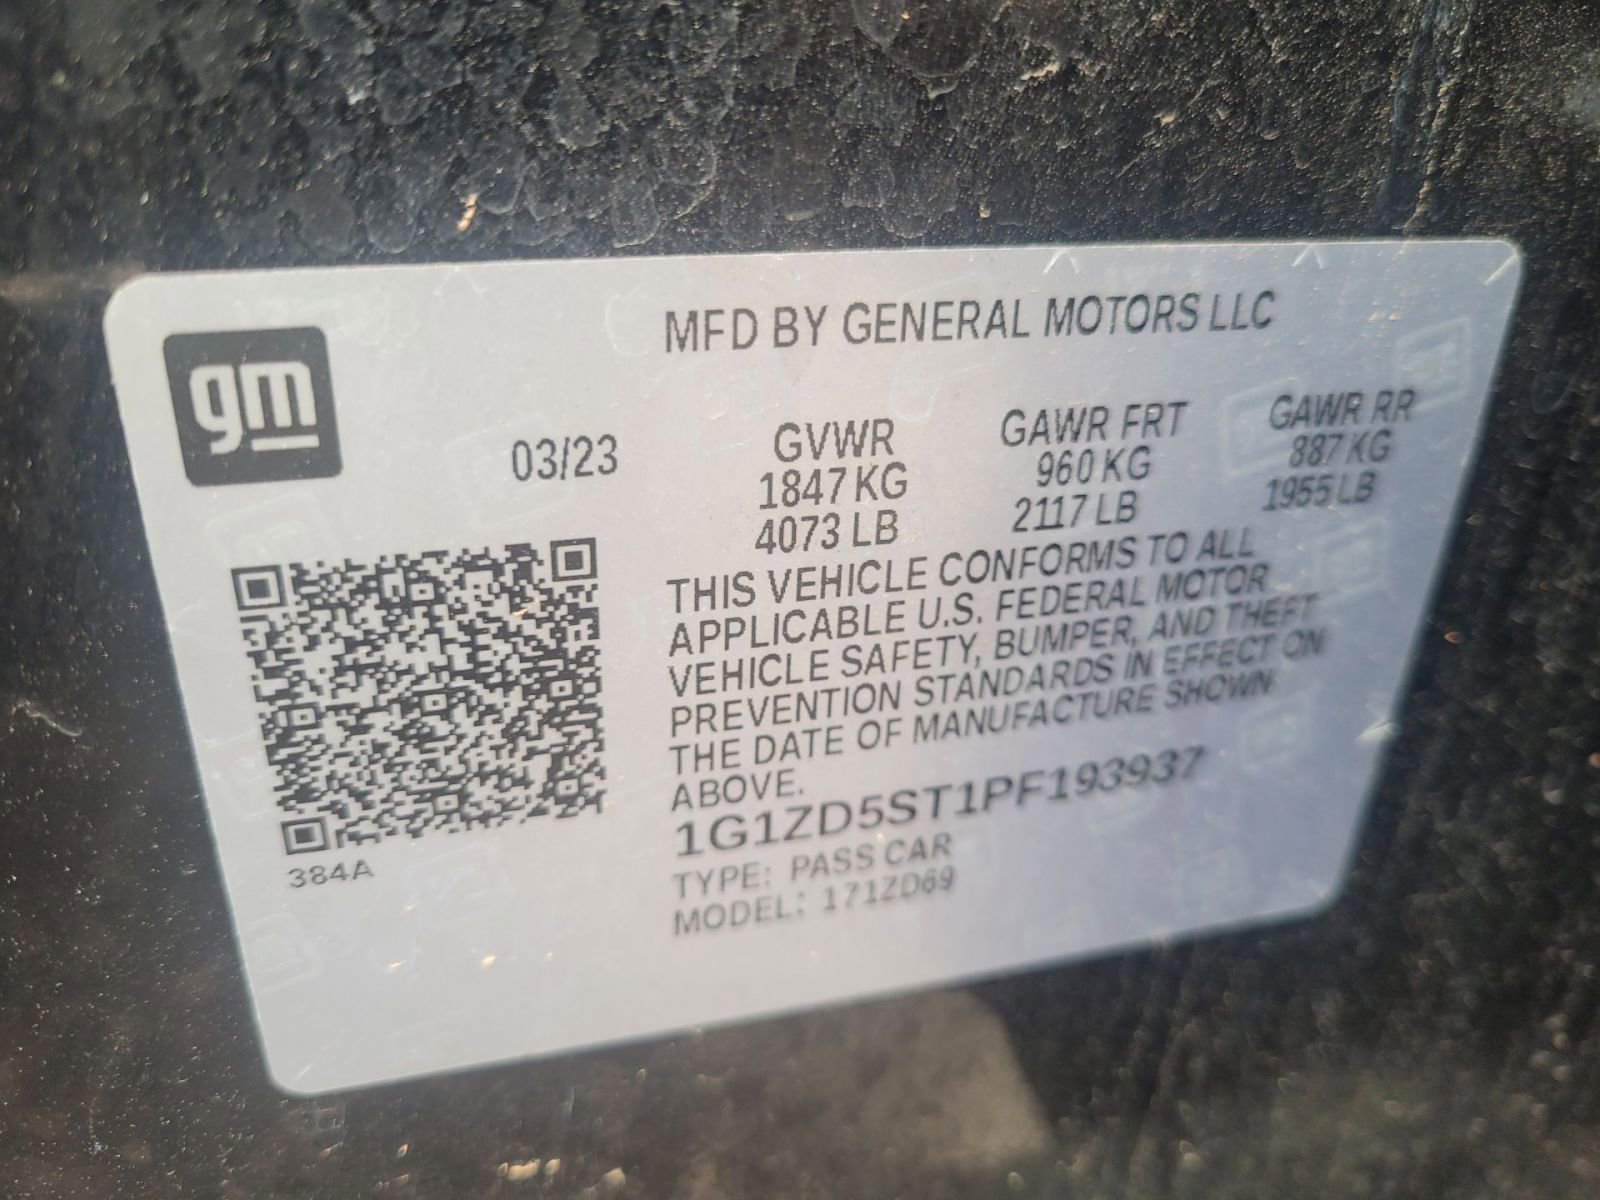 gm
MFD BY GENERAL MOTORS LLC
03/23
GVWR GAWR FRT GAWR RR
1847 KG 960 KG 887 KG
4073 LB 2117 LB 1955 LB
THIS VEHICLE CONFORMS TO ALL
APPLICABLE U.S. FEDERAL MOTOR
VEHICLE SAFETY, BUMPER, AND THEFT
PREVENTION STANDARDS IN EFFECT ON
THE DATE OF MANUFACTURE SHOWN
ABOVE.
1G1ZD5ST1PF193937
TYPE: PASS CAR
MODEL: 171ZD69
384A